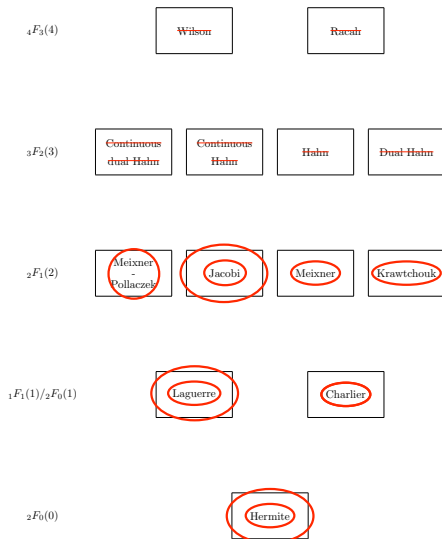 ₄F₃(4)
Wilson
Racah
₃F₂(3)
Continuous
dual Hahn
Continuous
Hahn
Hahn
Dual Hahn
₂F₁(2)
Meixner
-
Pollaczek
Jacobi
Meixner
Krawtchouk
₁F₁(1)/₂F₀(1)
Laguerre
Charlier
₂F₀(0)
Hermite